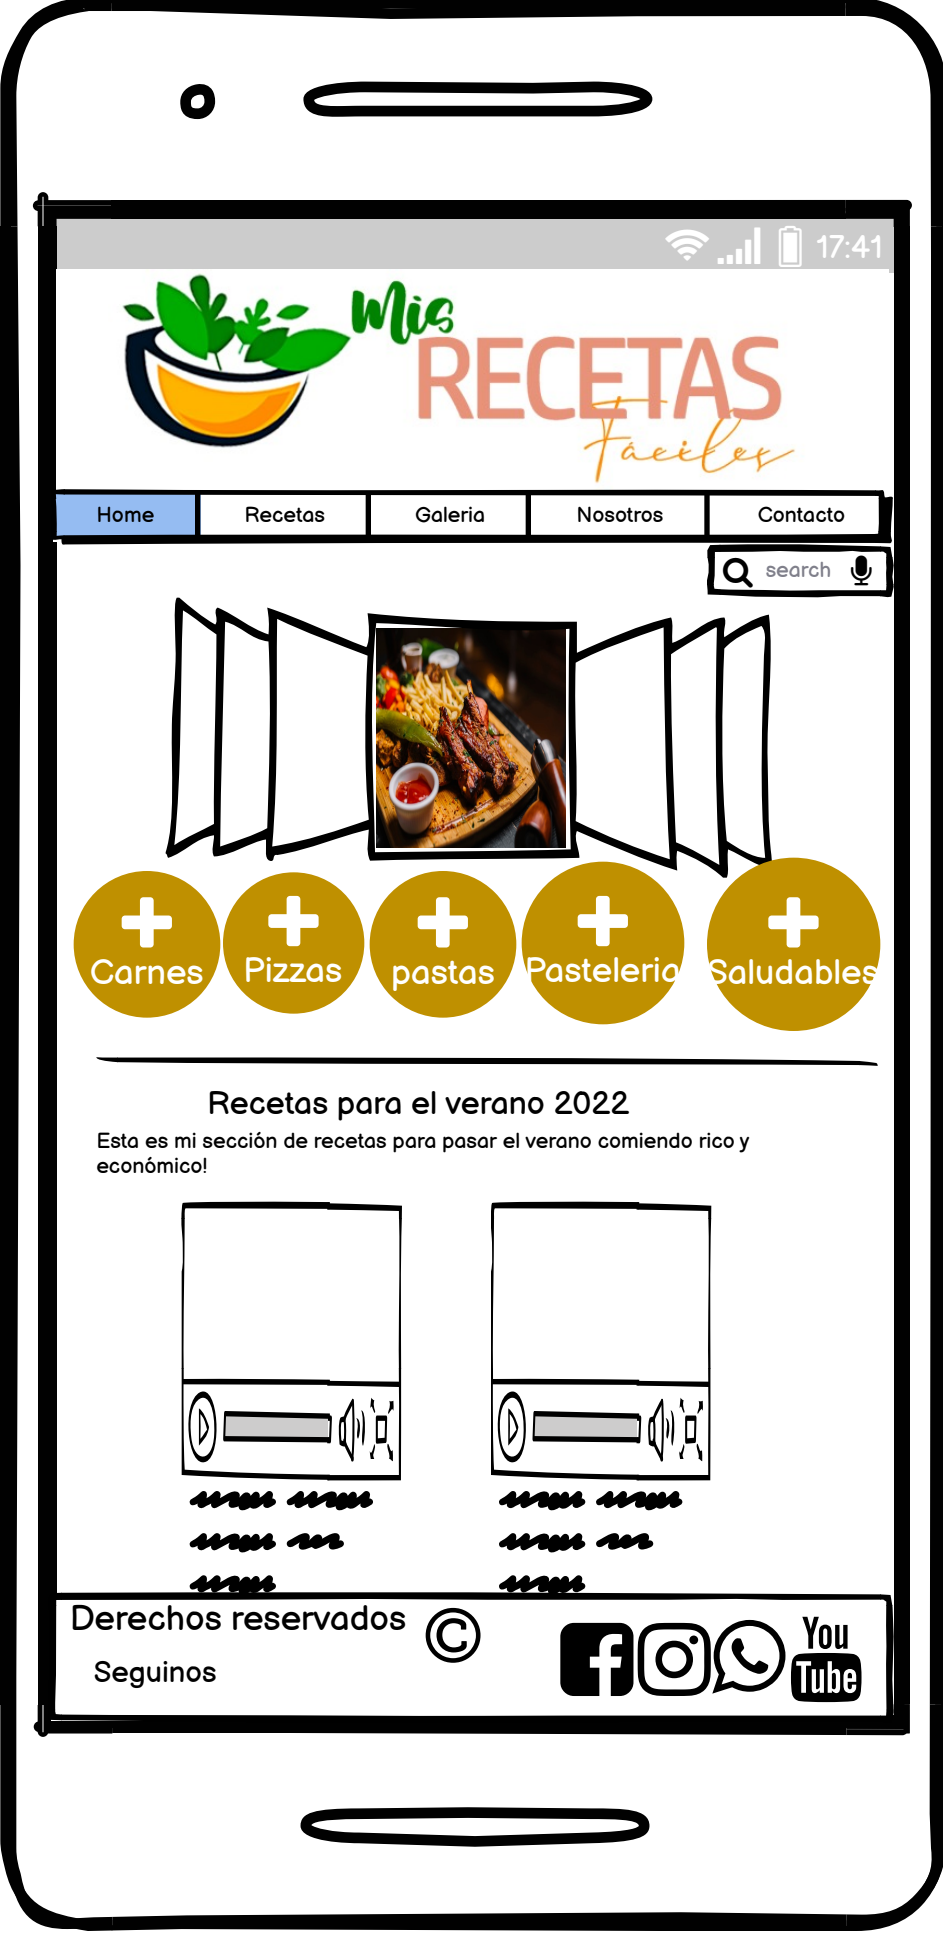 17:41
Mis
RECETAS
Fáciles
Home Recetas Galeria Nosotros Contacto
search
Carnes Pizzas pastas Pasteleria Saludables
Recetas para el verano 2022
Esta es mi sección de recetas para pasar el verano comiendo rico y
económico!
Derechos reservados ©
Seguinos
You
Tube